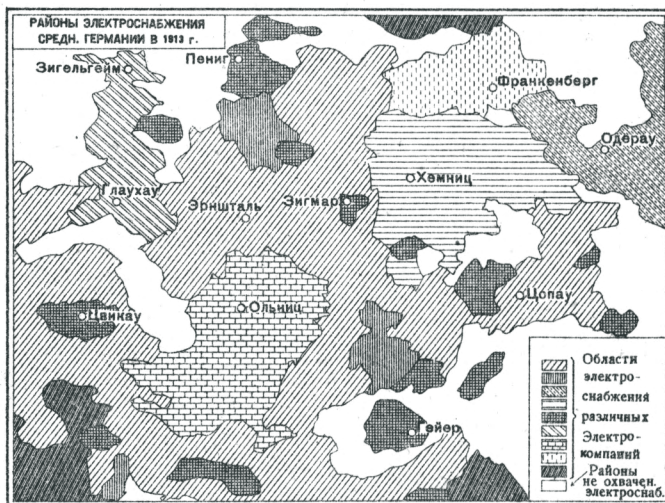 РАЙОНЫ ЭЛЕКТРОСНАБЖЕНИЯ
СРЕДН. ГЕРМАНИИ В 1913 г.
Зигельгейм
Пениг
Франкенберг
Одерау
Хемниц
Глаухау
Эрншталь
Зигмар
Цвикау
Ольниц
Цопау
Гейер
Области
электро-
снабжения
различных
Электро-
компаний
Районы
не охвачен.
электроснаб.